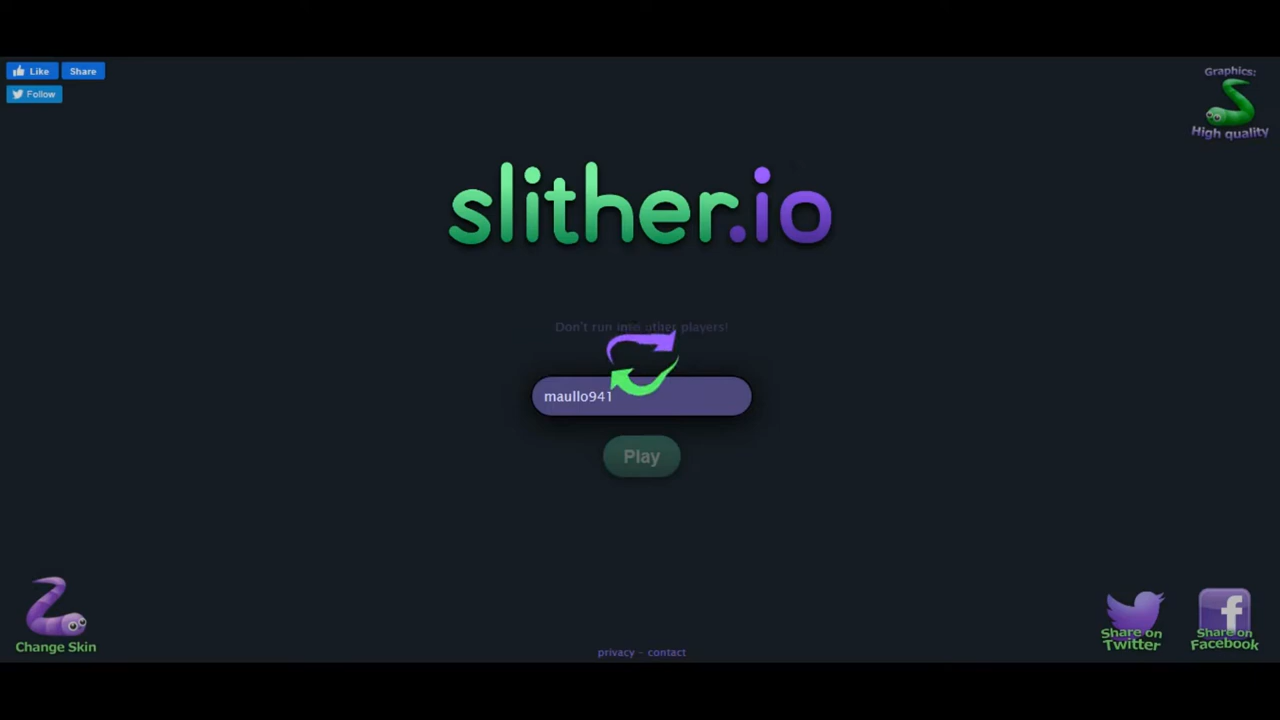 Like Share
Follow
Graphics:
High quality
slither.io
Don't run into other players!
maullo941
Play
Change Skin
Share on
Twitter
Share on
Facebook
privacy - contact